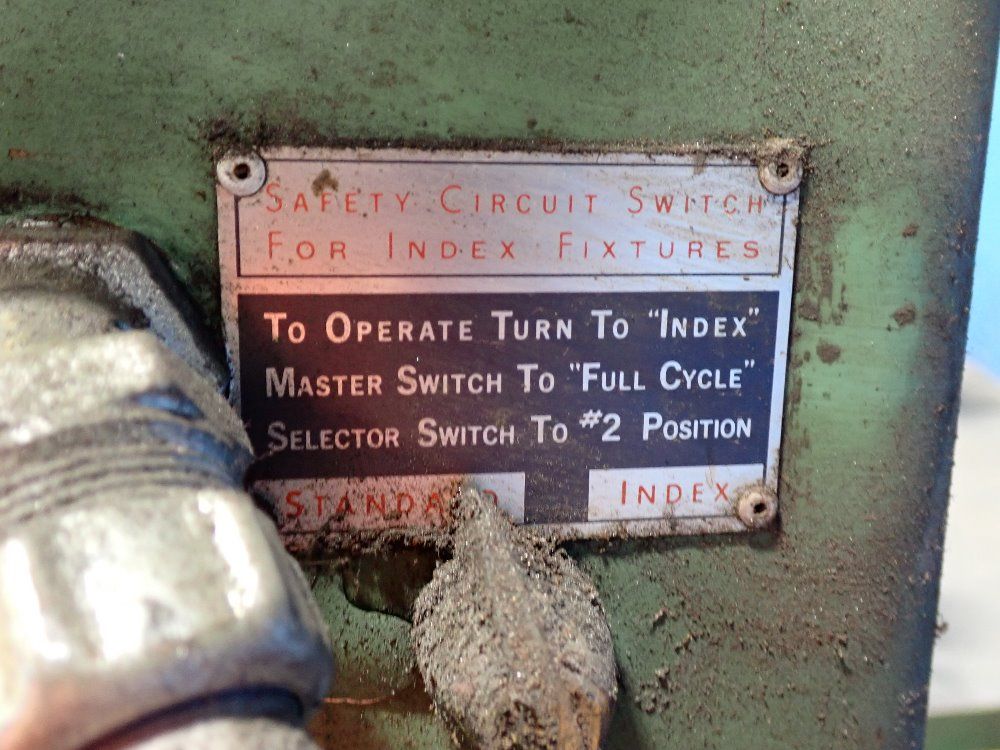 SAFETY CIRCUIT SWITCH
FOR INDEX FIXTURES
TO OPERATE TURN TO "INDEX"
MASTER SWITCH TO "FULL CYCLE"
SELECTOR SWITCH TO #2 POSITION
STANDARD INDEX